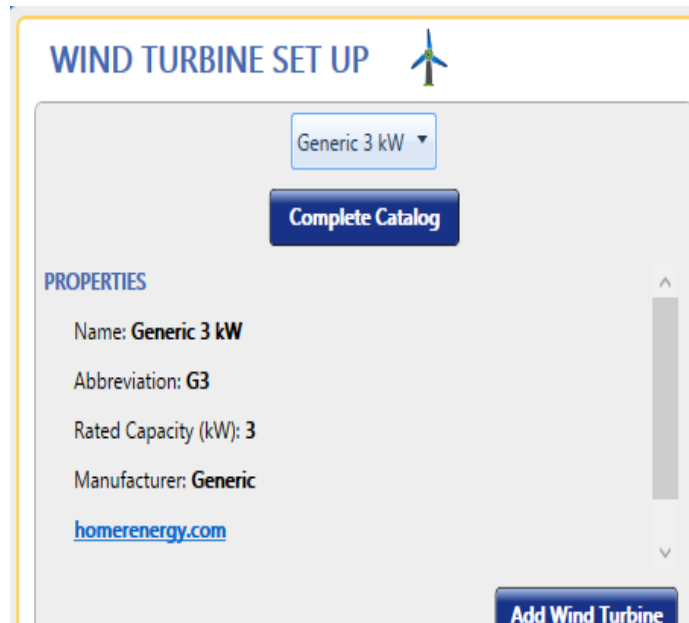 WIND TURBINE SET UP
Generic 3 kW
Complete Catalog
PROPERTIES
Name: Generic 3 kW
Abbreviation: G3
Rated Capacity (kW): 3
Manufacturer: Generic
homerenergy.com
Add Wind Turbine